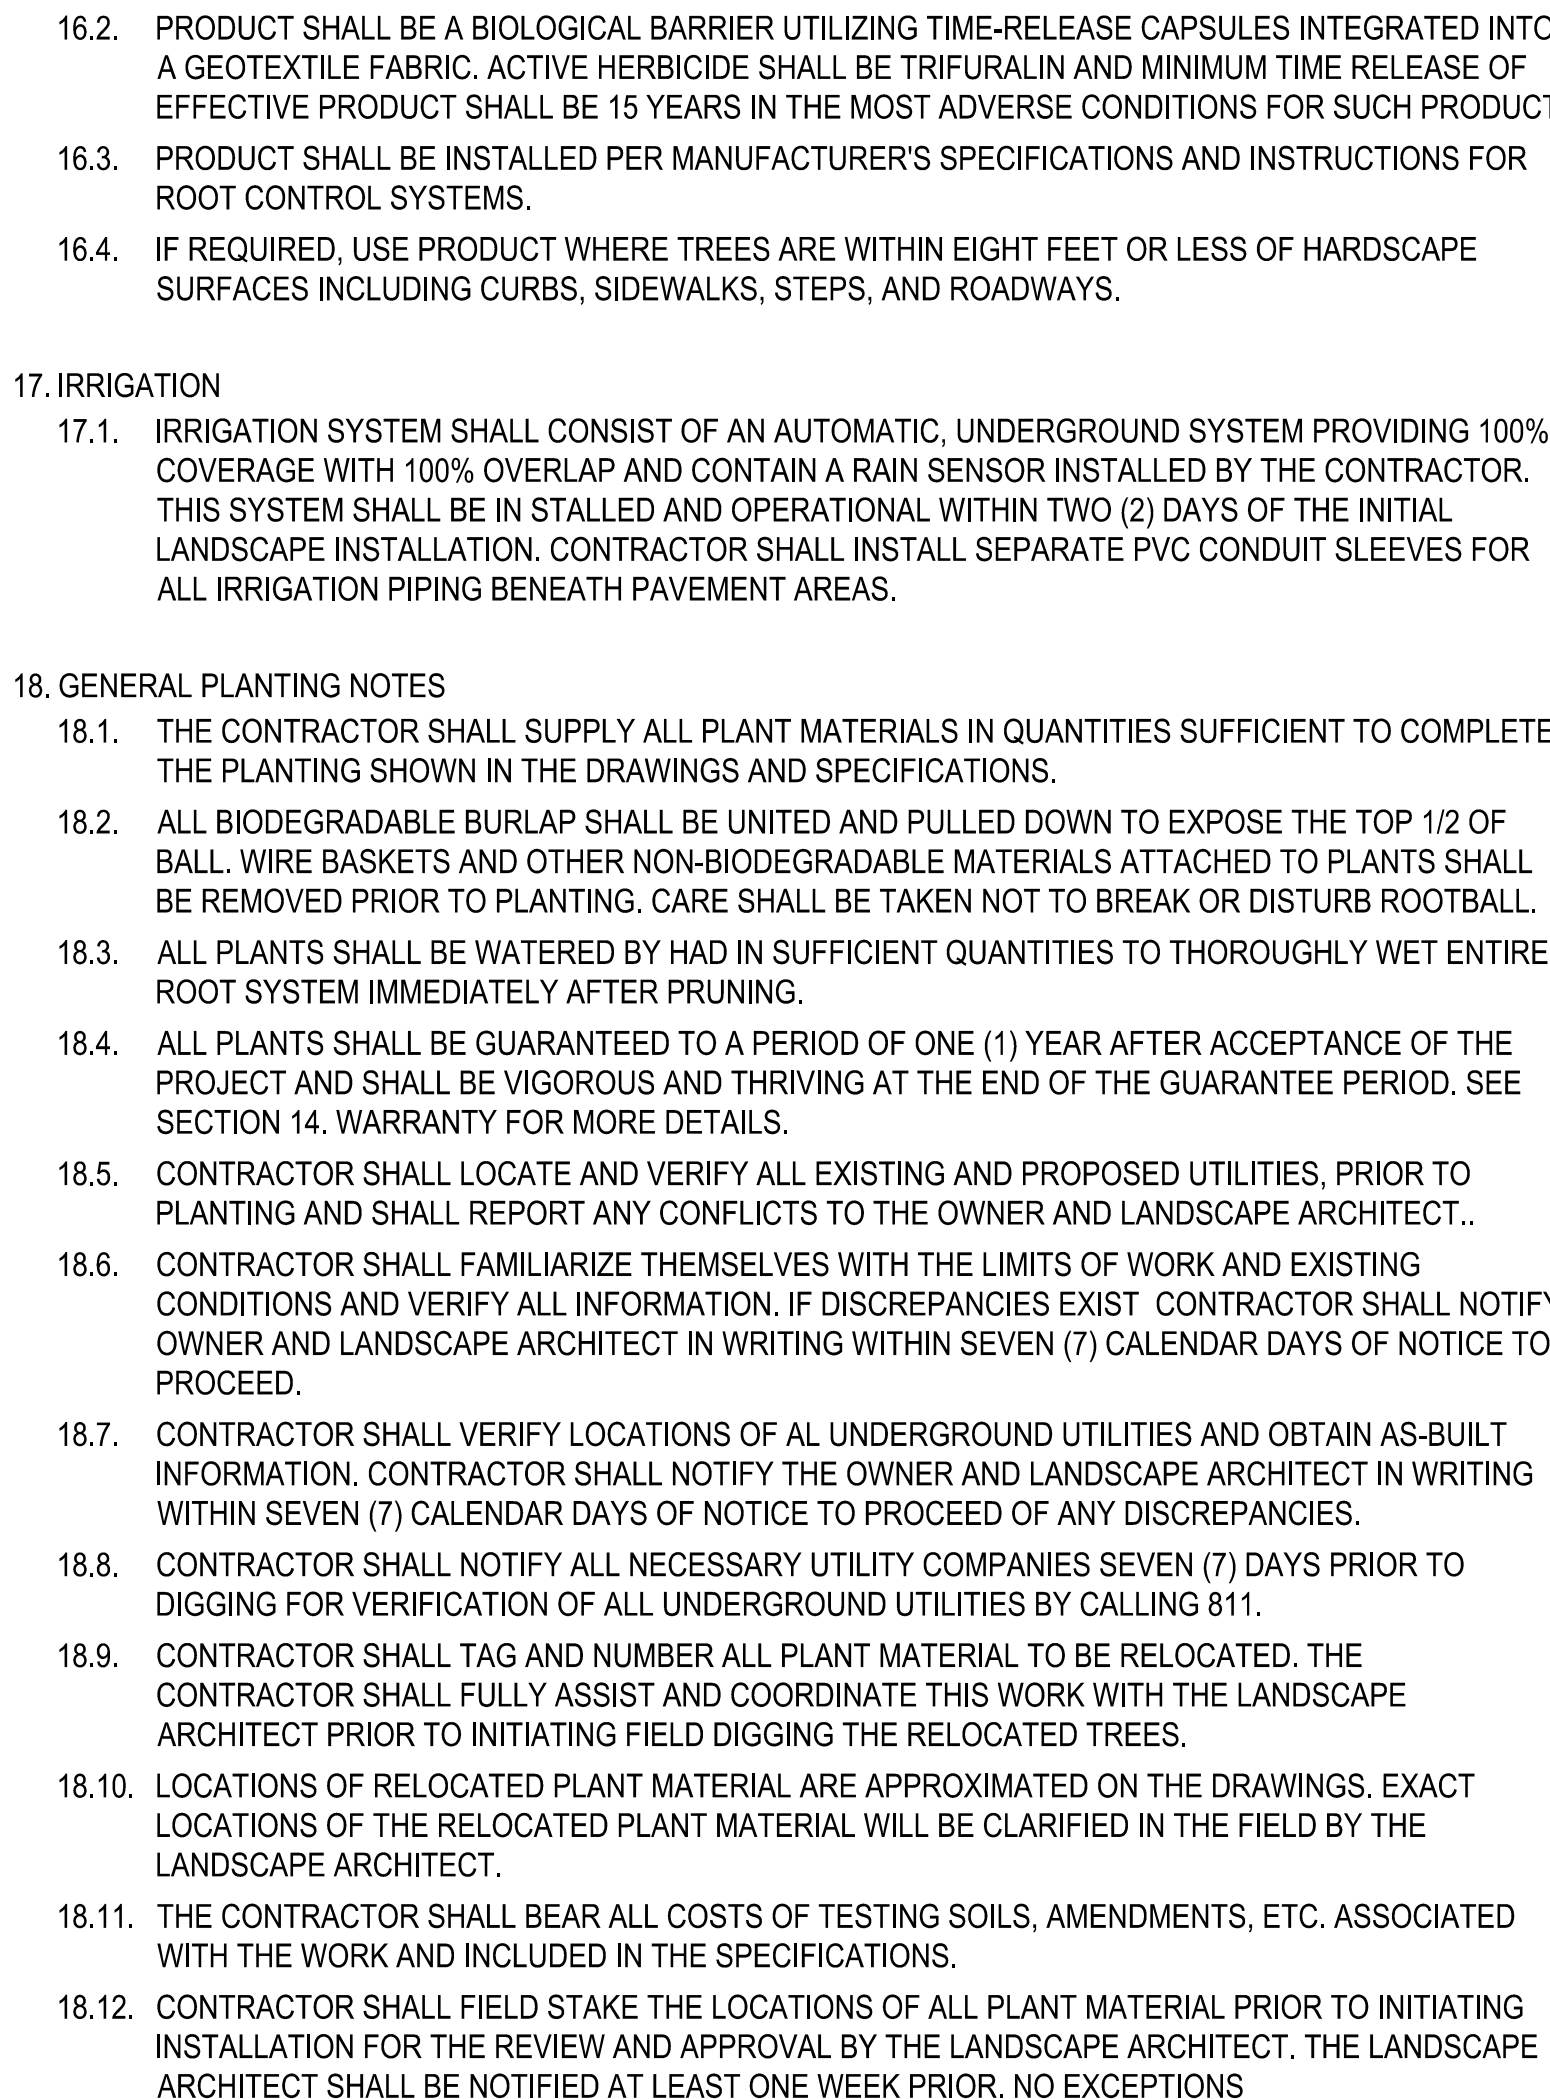 16.2. PRODUCT SHALL BE A BIOLOGICAL BARRIER UTILIZING TIME-RELEASE CAPSULES INTEGRATED INTO
A GEOTEXTILE FABRIC. ACTIVE HERBICIDE SHALL BE TRIFURALIN AND MINIMUM TIME RELEASE OF
EFFECTIVE PRODUCT SHALL BE 15 YEARS IN THE MOST ADVERSE CONDITIONS FOR SUCH PRODUCT
16.3. PRODUCT SHALL BE INSTALLED PER MANUFACTURER'S SPECIFICATIONS AND INSTRUCTIONS FOR
ROOT CONTROL SYSTEMS.
16.4. IF REQUIRED, USE PRODUCT WHERE TREES ARE WITHIN EIGHT FEET OR LESS OF HARDSCAPE
SURFACES INCLUDING CURBS, SIDEWALKS, STEPS, AND ROADWAYS.
17. IRRIGATION
17.1. IRRIGATION SYSTEM SHALL CONSIST OF AN AUTOMATIC, UNDERGROUND SYSTEM PROVIDING 100%
COVERAGE WITH 100% OVERLAP AND CONTAIN A RAIN SENSOR INSTALLED BY THE CONTRACTOR.
THIS SYSTEM SHALL BE IN STALLED AND OPERATIONAL WITHIN TWO (2) DAYS OF THE INITIAL
LANDSCAPE INSTALLATION. CONTRACTOR SHALL INSTALL SEPARATE PVC CONDUIT SLEEVES FOR
ALL IRRIGATION PIPING BENEATH PAVEMENT AREAS.
18. GENERAL PLANTING NOTES
18.1. THE CONTRACTOR SHALL SUPPLY ALL PLANT MATERIALS IN QUANTITIES SUFFICIENT TO COMPLETE
THE PLANTING SHOWN IN THE DRAWINGS AND SPECIFICATIONS.
18.2. ALL BIODEGRADABLE BURLAP SHALL BE UNITED AND PULLED DOWN TO EXPOSE THE TOP 1/2 OF
BALL. WIRE BASKETS AND OTHER NON-BIODEGRADABLE MATERIALS ATTACHED TO PLANTS SHALL
BE REMOVED PRIOR TO PLANTING. CARE SHALL BE TAKEN NOT TO BREAK OR DISTURB ROOTBALL.
18.3. ALL PLANTS SHALL BE WATERED BY HAD IN SUFFICIENT QUANTITIES TO THOROUGHLY WET ENTIRE
ROOT SYSTEM IMMEDIATELY AFTER PRUNING.
18.4. ALL PLANTS SHALL BE GUARANTEED TO A PERIOD OF ONE (1) YEAR AFTER ACCEPTANCE OF THE
PROJECT AND SHALL BE VIGOROUS AND THRIVING AT THE END OF THE GUARANTEE PERIOD. SEE
SECTION 14. WARRANTY FOR MORE DETAILS.
18.5. CONTRACTOR SHALL LOCATE AND VERIFY ALL EXISTING AND PROPOSED UTILITIES, PRIOR TO
PLANTING AND SHALL REPORT ANY CONFLICTS TO THE OWNER AND LANDSCAPE ARCHITECT..
18.6. CONTRACTOR SHALL FAMILIARIZE THEMSELVES WITH THE LIMITS OF WORK AND EXISTING
CONDITIONS AND VERIFY ALL INFORMATION. IF DISCREPANCIES EXIST CONTRACTOR SHALL NOTIFY
OWNER AND LANDSCAPE ARCHITECT IN WRITING WITHIN SEVEN (7) CALENDAR DAYS OF NOTICE TO
PROCEED.
18.7. CONTRACTOR SHALL VERIFY LOCATIONS OF AL UNDERGROUND UTILITIES AND OBTAIN AS-BUILT
INFORMATION. CONTRACTOR SHALL NOTIFY THE OWNER AND LANDSCAPE ARCHITECT IN WRITING
WITHIN SEVEN (7) CALENDAR DAYS OF NOTICE TO PROCEED OF ANY DISCREPANCIES.
18.8. CONTRACTOR SHALL NOTIFY ALL NECESSARY UTILITY COMPANIES SEVEN (7) DAYS PRIOR TO
DIGGING FOR VERIFICATION OF ALL UNDERGROUND UTILITIES BY CALLING 811.
18.9. CONTRACTOR SHALL TAG AND NUMBER ALL PLANT MATERIAL TO BE RELOCATED. THE
CONTRACTOR SHALL FULLY ASSIST AND COORDINATE THIS WORK WITH THE LANDSCAPE
ARCHITECT PRIOR TO INITIATING FIELD DIGGING THE RELOCATED TREES.
18.10. LOCATIONS OF RELOCATED PLANT MATERIAL ARE APPROXIMATED ON THE DRAWINGS. EXACT
LOCATIONS OF THE RELOCATED PLANT MATERIAL WILL BE CLARIFIED IN THE FIELD BY THE
LANDSCAPE ARCHITECT.
18.11. THE CONTRACTOR SHALL BEAR ALL COSTS OF TESTING SOILS, AMENDMENTS, ETC. ASSOCIATED
WITH THE WORK AND INCLUDED IN THE SPECIFICATIONS.
18.12. CONTRACTOR SHALL FIELD STAKE THE LOCATIONS OF ALL PLANT MATERIAL PRIOR TO INITIATING
INSTALLATION FOR THE REVIEW AND APPROVAL BY THE LANDSCAPE ARCHITECT. THE LANDSCAPE
ARCHITECT SHALL BE NOTIFIED AT LEAST ONE WEEK PRIOR. NO EXCEPTIONS